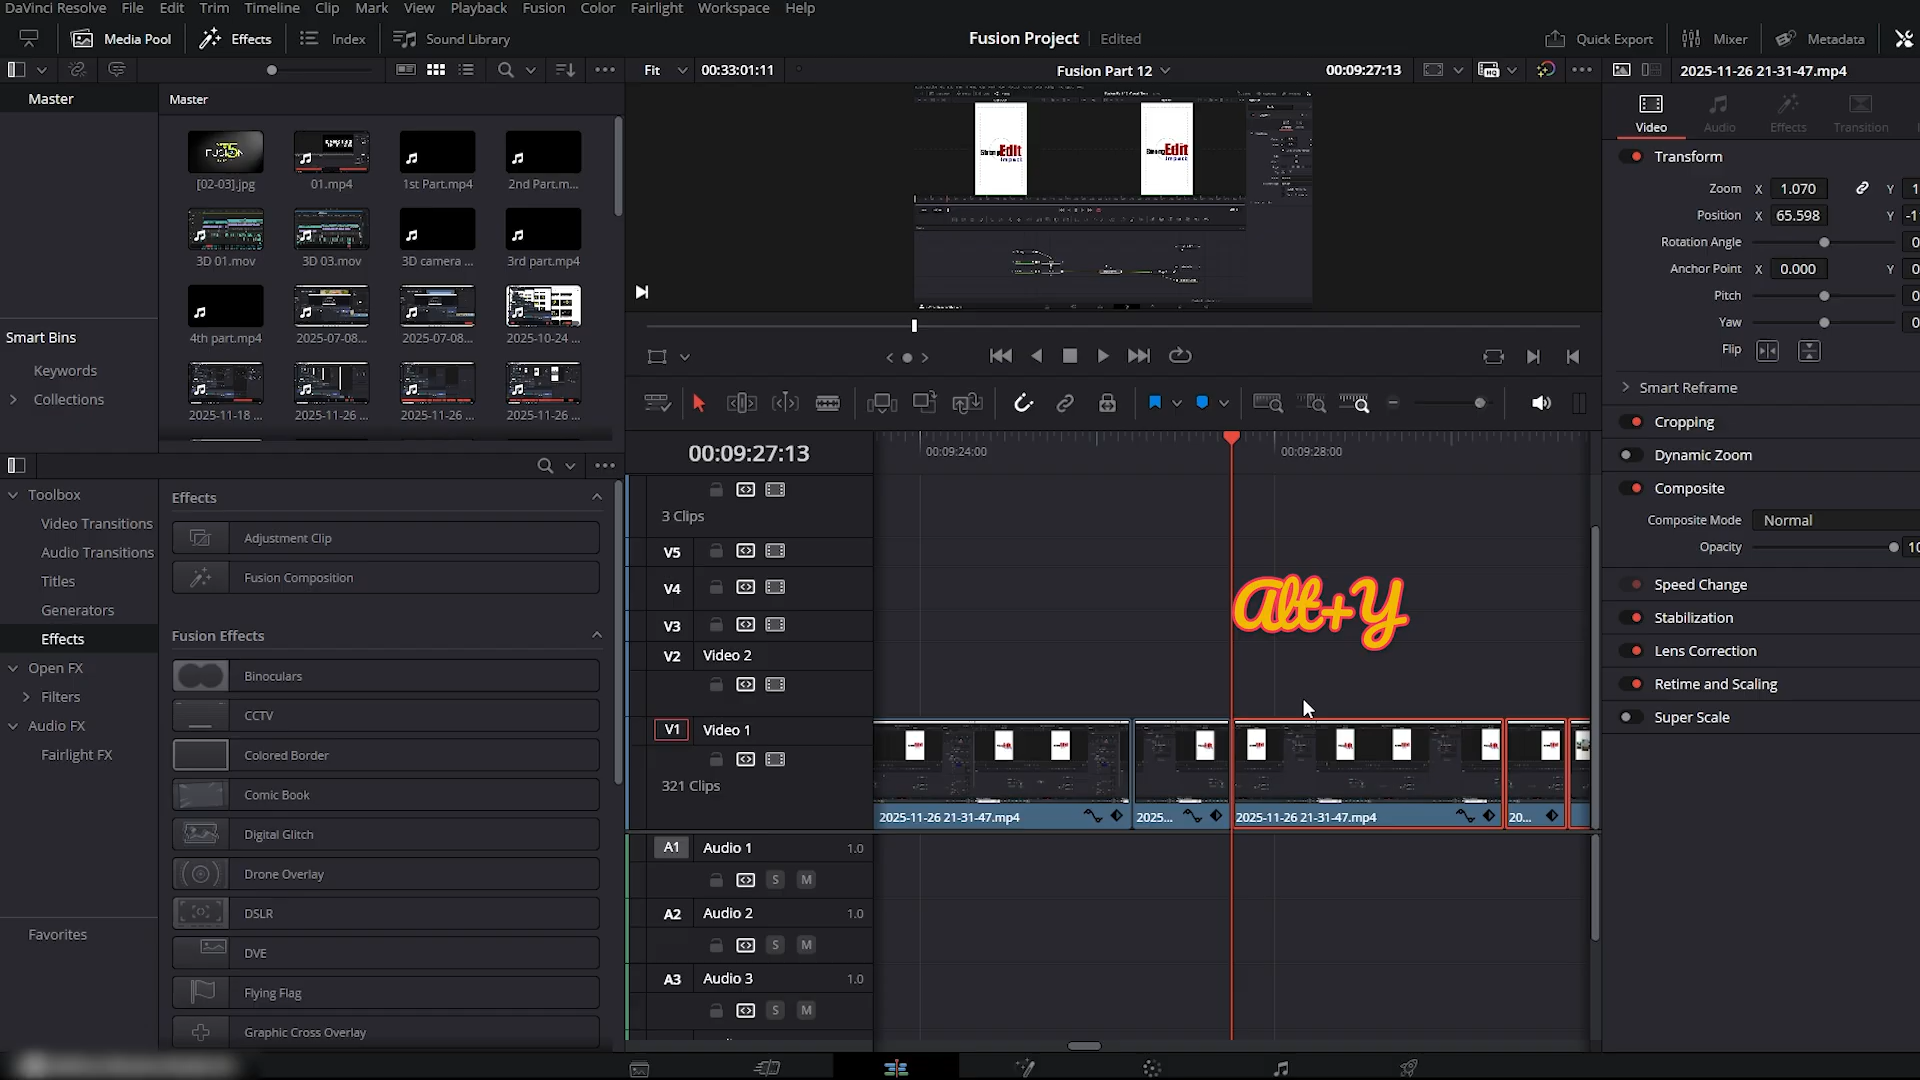 DaVinci Resolve File Edit Trim Timeline Clip Mark View Playback Fusion Color Fairlight Workspace Help
Media Pool Effects Index Sound Library
Fusion Project Edited
Quick Export Mixer Metadata
Fit 00:33:01:11 Fusion Part 12 00:09:27:13
2025-11-26 21-31-47.mp4
Master
Master
[02-03].jpg 01.mp4 1st Part.mp4 2nd Part.m...
3D 01.mov 3D 03.mov 3D camera ... 3rd part.mp4
4th part.mp4 2025-07-08... 2025-07-08... 2025-10-24 ...
2025-11-18 ... 2025-11-26 ... 2025-11-26 ... 2025-11-26 ...
Smart Bins
Keywords
Collections
Edit
Impact
Edit
Impact
Video Audio Effects Transition
Transform
Zoom X 1.070 Y 1
Position X 65.598 Y -1
Rotation Angle 0
Anchor Point X 0.000 Y 0
Pitch 0
Yaw 0
Flip
Smart Reframe
Cropping
Dynamic Zoom
Composite
Composite Mode Normal
Opacity 10
Speed Change
Stabilization
Lens Correction
Retime and Scaling
Super Scale
Toolbox
Video Transitions
Audio Transitions
Titles
Generators
Effects
Open FX
Filters
Audio FX
Fairlight FX
Favorites
Effects
Adjustment Clip
Fusion Composition
Fusion Effects
Binoculars
CCTV
Colored Border
Comic Book
Digital Glitch
Drone Overlay
DSLR
DVE
Flying Flag
Graphic Cross Overlay
00:09:27:13
00:09:24:00 00:09:28:00
3 Clips
V5
V4
V3
V2 Video 2
V1 Video 1
321 Clips
Alt+Y
2025-11-26 21-31-47.mp4 2025... 2025-11-26 21-31-47.mp4 20...
A1 Audio 1 1.0
S M
A2 Audio 2 1.0
S M
A3 Audio 3 1.0
S M